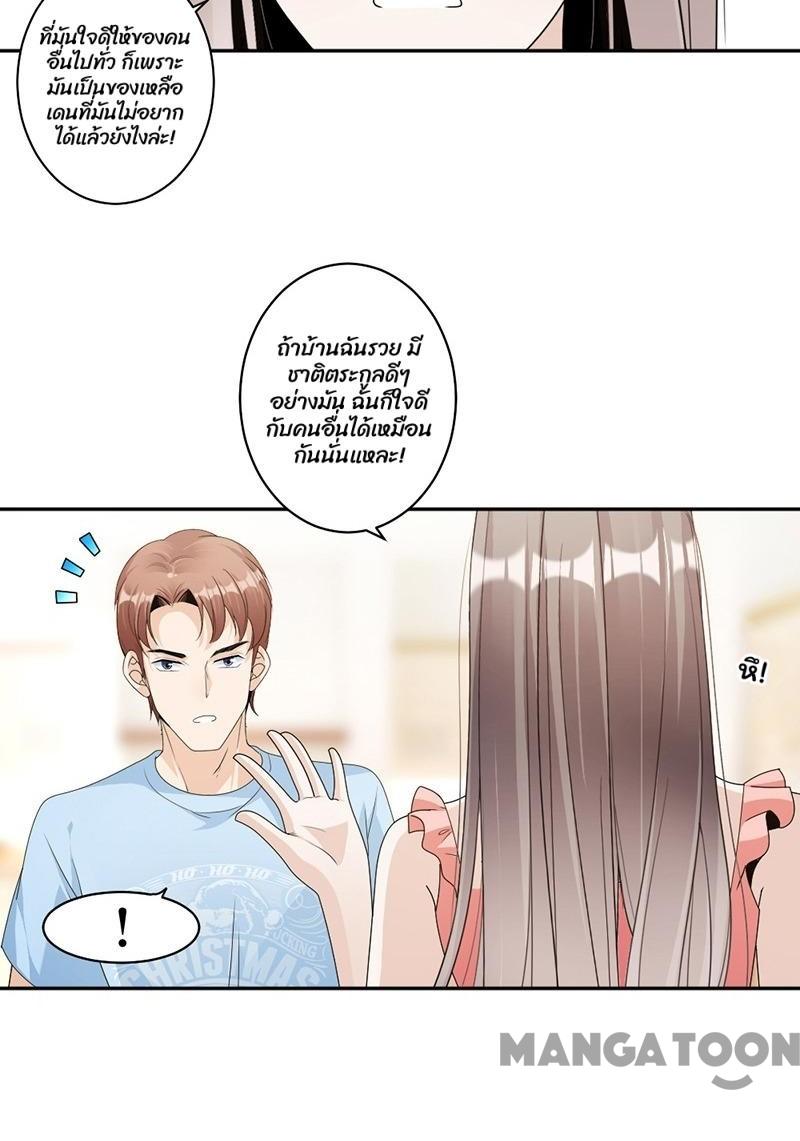 ที่มันใจดีให้ของคน
อื่นไปทั่ว ก็เพราะ
มันเป็นของเหลือ
เดนที่มันไม่อยาก
ได้แล้วยังไงล่ะ!
ถ้าบ้านฉันรวย มี
ชาติตระกูลดีๆ
อย่างมัน ฉันก็ใจดี
กับคนอื่นได้เหมือน
กันนั่นแหละ!
หึ!
HO·HO·HO
!
UCKING
CHRISTMAS
MANGATOON